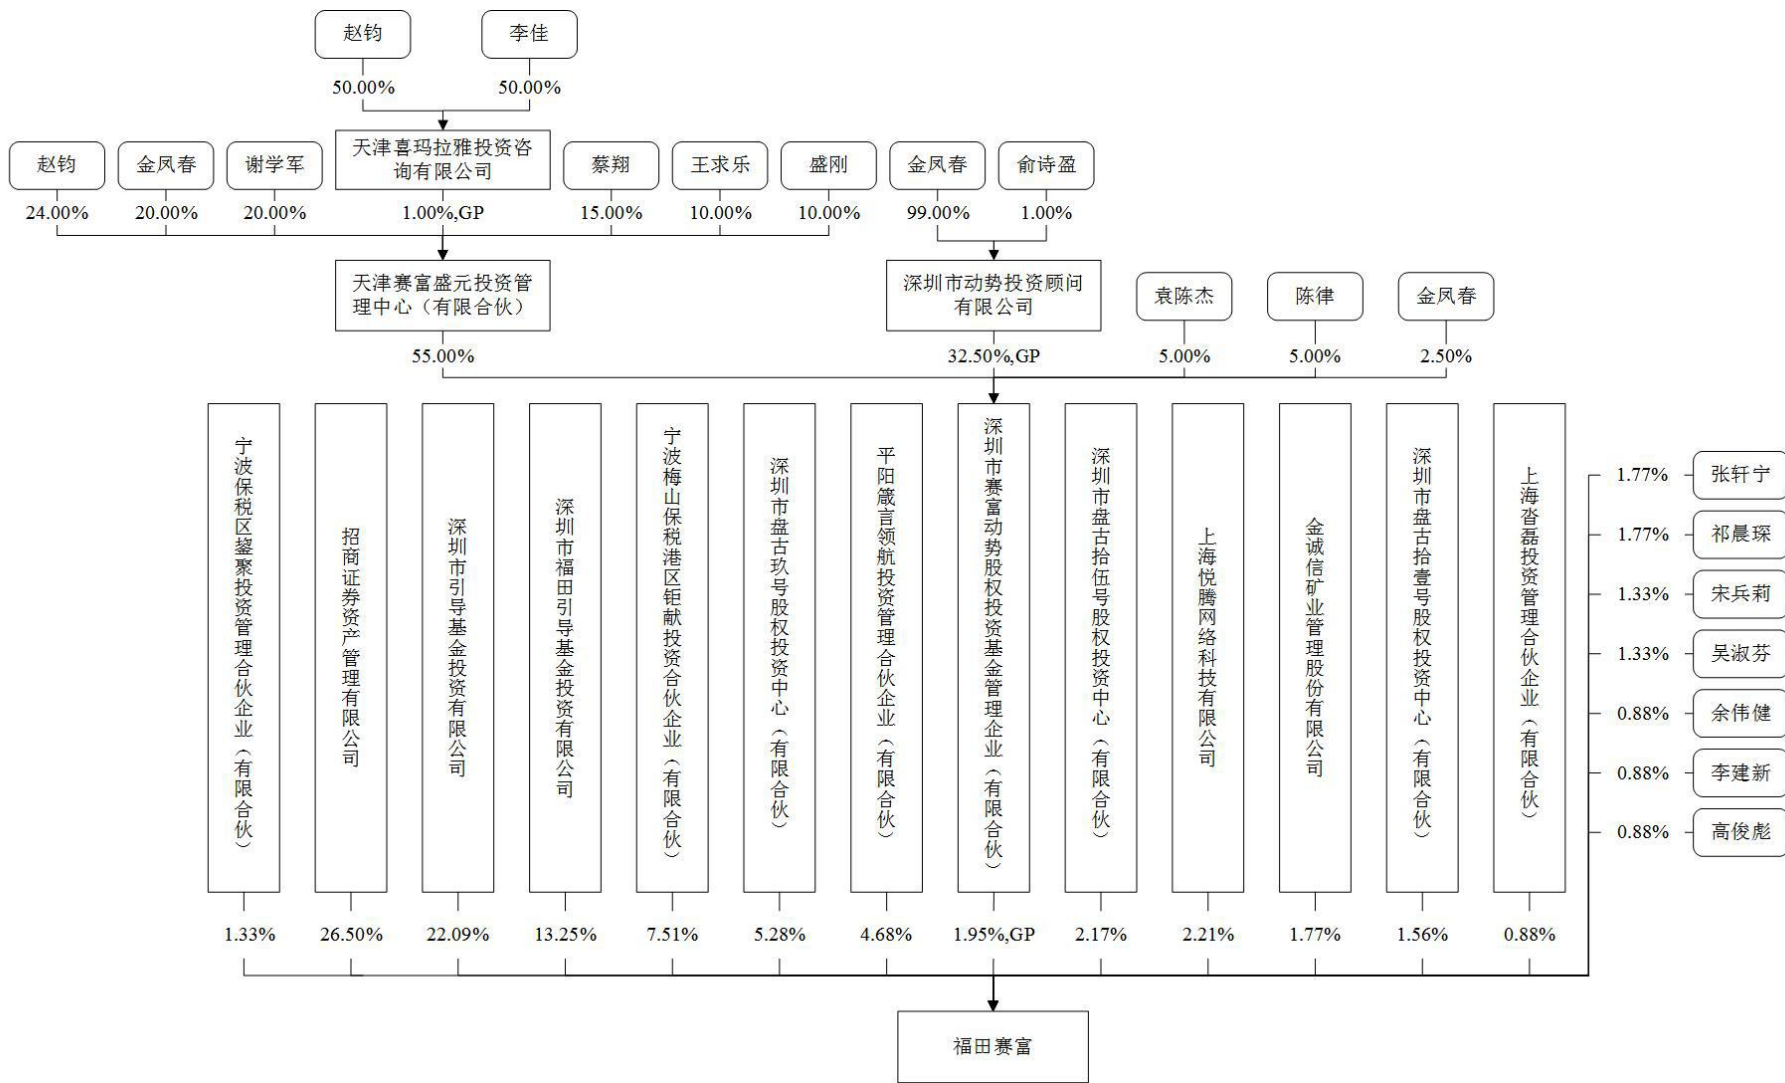 赵钧
李佳
50.00%
50.00%
赵钧
金凤春
谢学军
天津喜玛拉雅投资咨
询有限公司
蔡翔
王求乐
盛刚
金凤春
俞诗盈
24.00%
20.00%
20.00%
1.00%,GP
15.00%
10.00%
10.00%
99.00%
1.00%
天津赛富盛元投资管
理中心（有限合伙）
深圳市动势投资顾问
有限公司
袁陈杰
陈律
金凤春
55.00%
32.50%,GP
5.00%
5.00%
2.50%
宁波保税区鋆聚投资管理合伙企业（有限合伙）
招商证券资产管理有限公司
深圳市引导基金投资有限公司
深圳市福田引导基金投资有限公司
宁波梅山保税港区钜献投资合伙企业（有限合伙）
深圳市盘古玖号股权投资中心（有限合伙）
平阳箴言领航投资管理合伙企业（有限合伙）
深圳市赛富动势股权投资基金管理企业（有限合伙）
深圳市盘古拾伍号股权投资中心（有限合伙）
上海悦腾网络科技有限公司
金诚信矿业管理股份有限公司
深圳市盘古拾壹号股权投资中心（有限合伙）
上海沓磊投资管理合伙企业（有限合伙）
1.77%
张轩宁
1.77%
祁晨琛
1.33%
宋兵莉
1.33%
吴淑芬
0.88%
余伟健
0.88%
李建新
0.88%
高俊彪
1.33%
26.50%
22.09%
13.25%
7.51%
5.28%
4.68%
1.95%,GP
2.17%
2.21%
1.77%
1.56%
0.88%
福田赛富